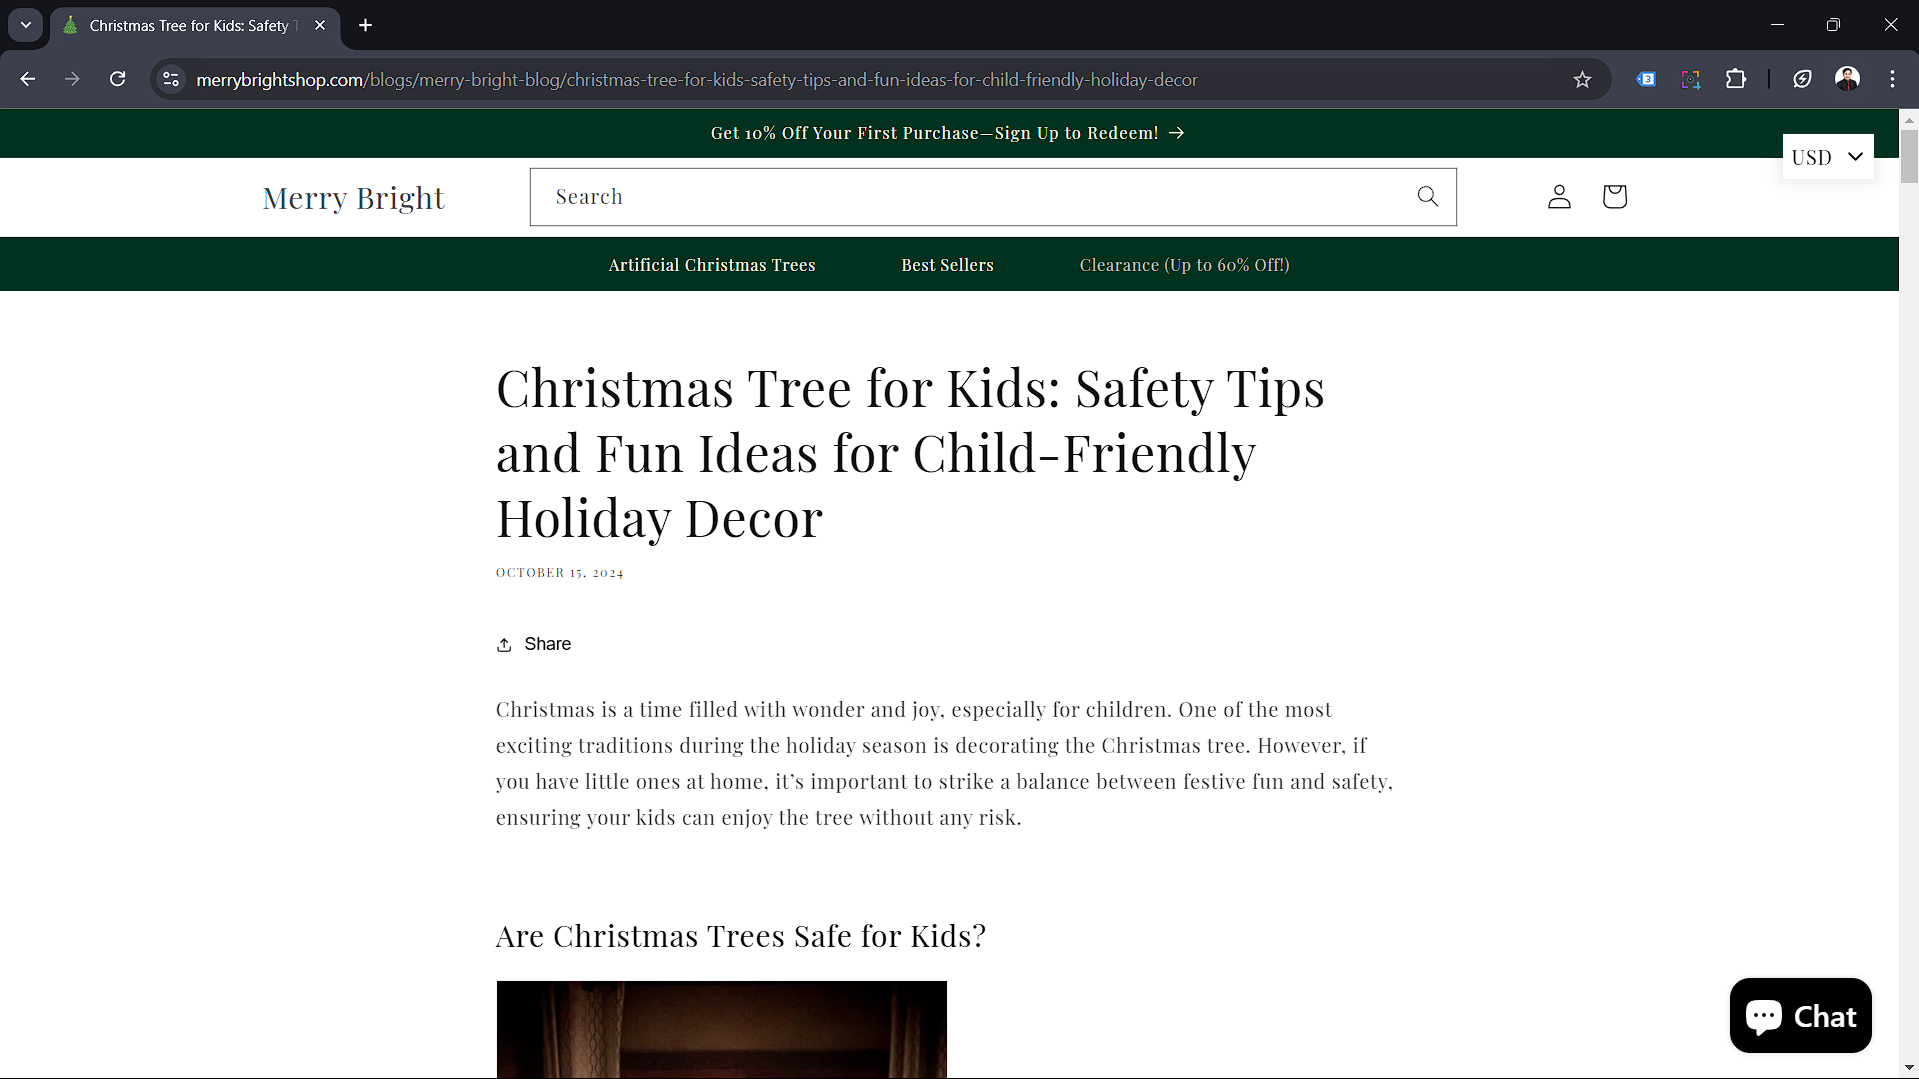 Christmas Tree for Kids: Safety T
merrybrightshop.com/blogs/merry-bright-blog/christmas-tree-for-kids-safety-tips-and-fun-ideas-for-child-friendly-holiday-decor
3
Get 10% Off Your First Purchase—Sign Up to Redeem! →
USD
Merry Bright
Search
Artificial Christmas Trees
Best Sellers
Clearance (Up to 60% Off!)
Christmas Tree for Kids: Safety Tips
and Fun Ideas for Child-Friendly
Holiday Decor
OCTOBER 15, 2024
Share
Christmas is a time filled with wonder and joy, especially for children. One of the most
exciting traditions during the holiday season is decorating the Christmas tree. However, if
you have little ones at home, it’s important to strike a balance between festive fun and safety,
ensuring your kids can enjoy the tree without any risk.
Are Christmas Trees Safe for Kids?
Chat